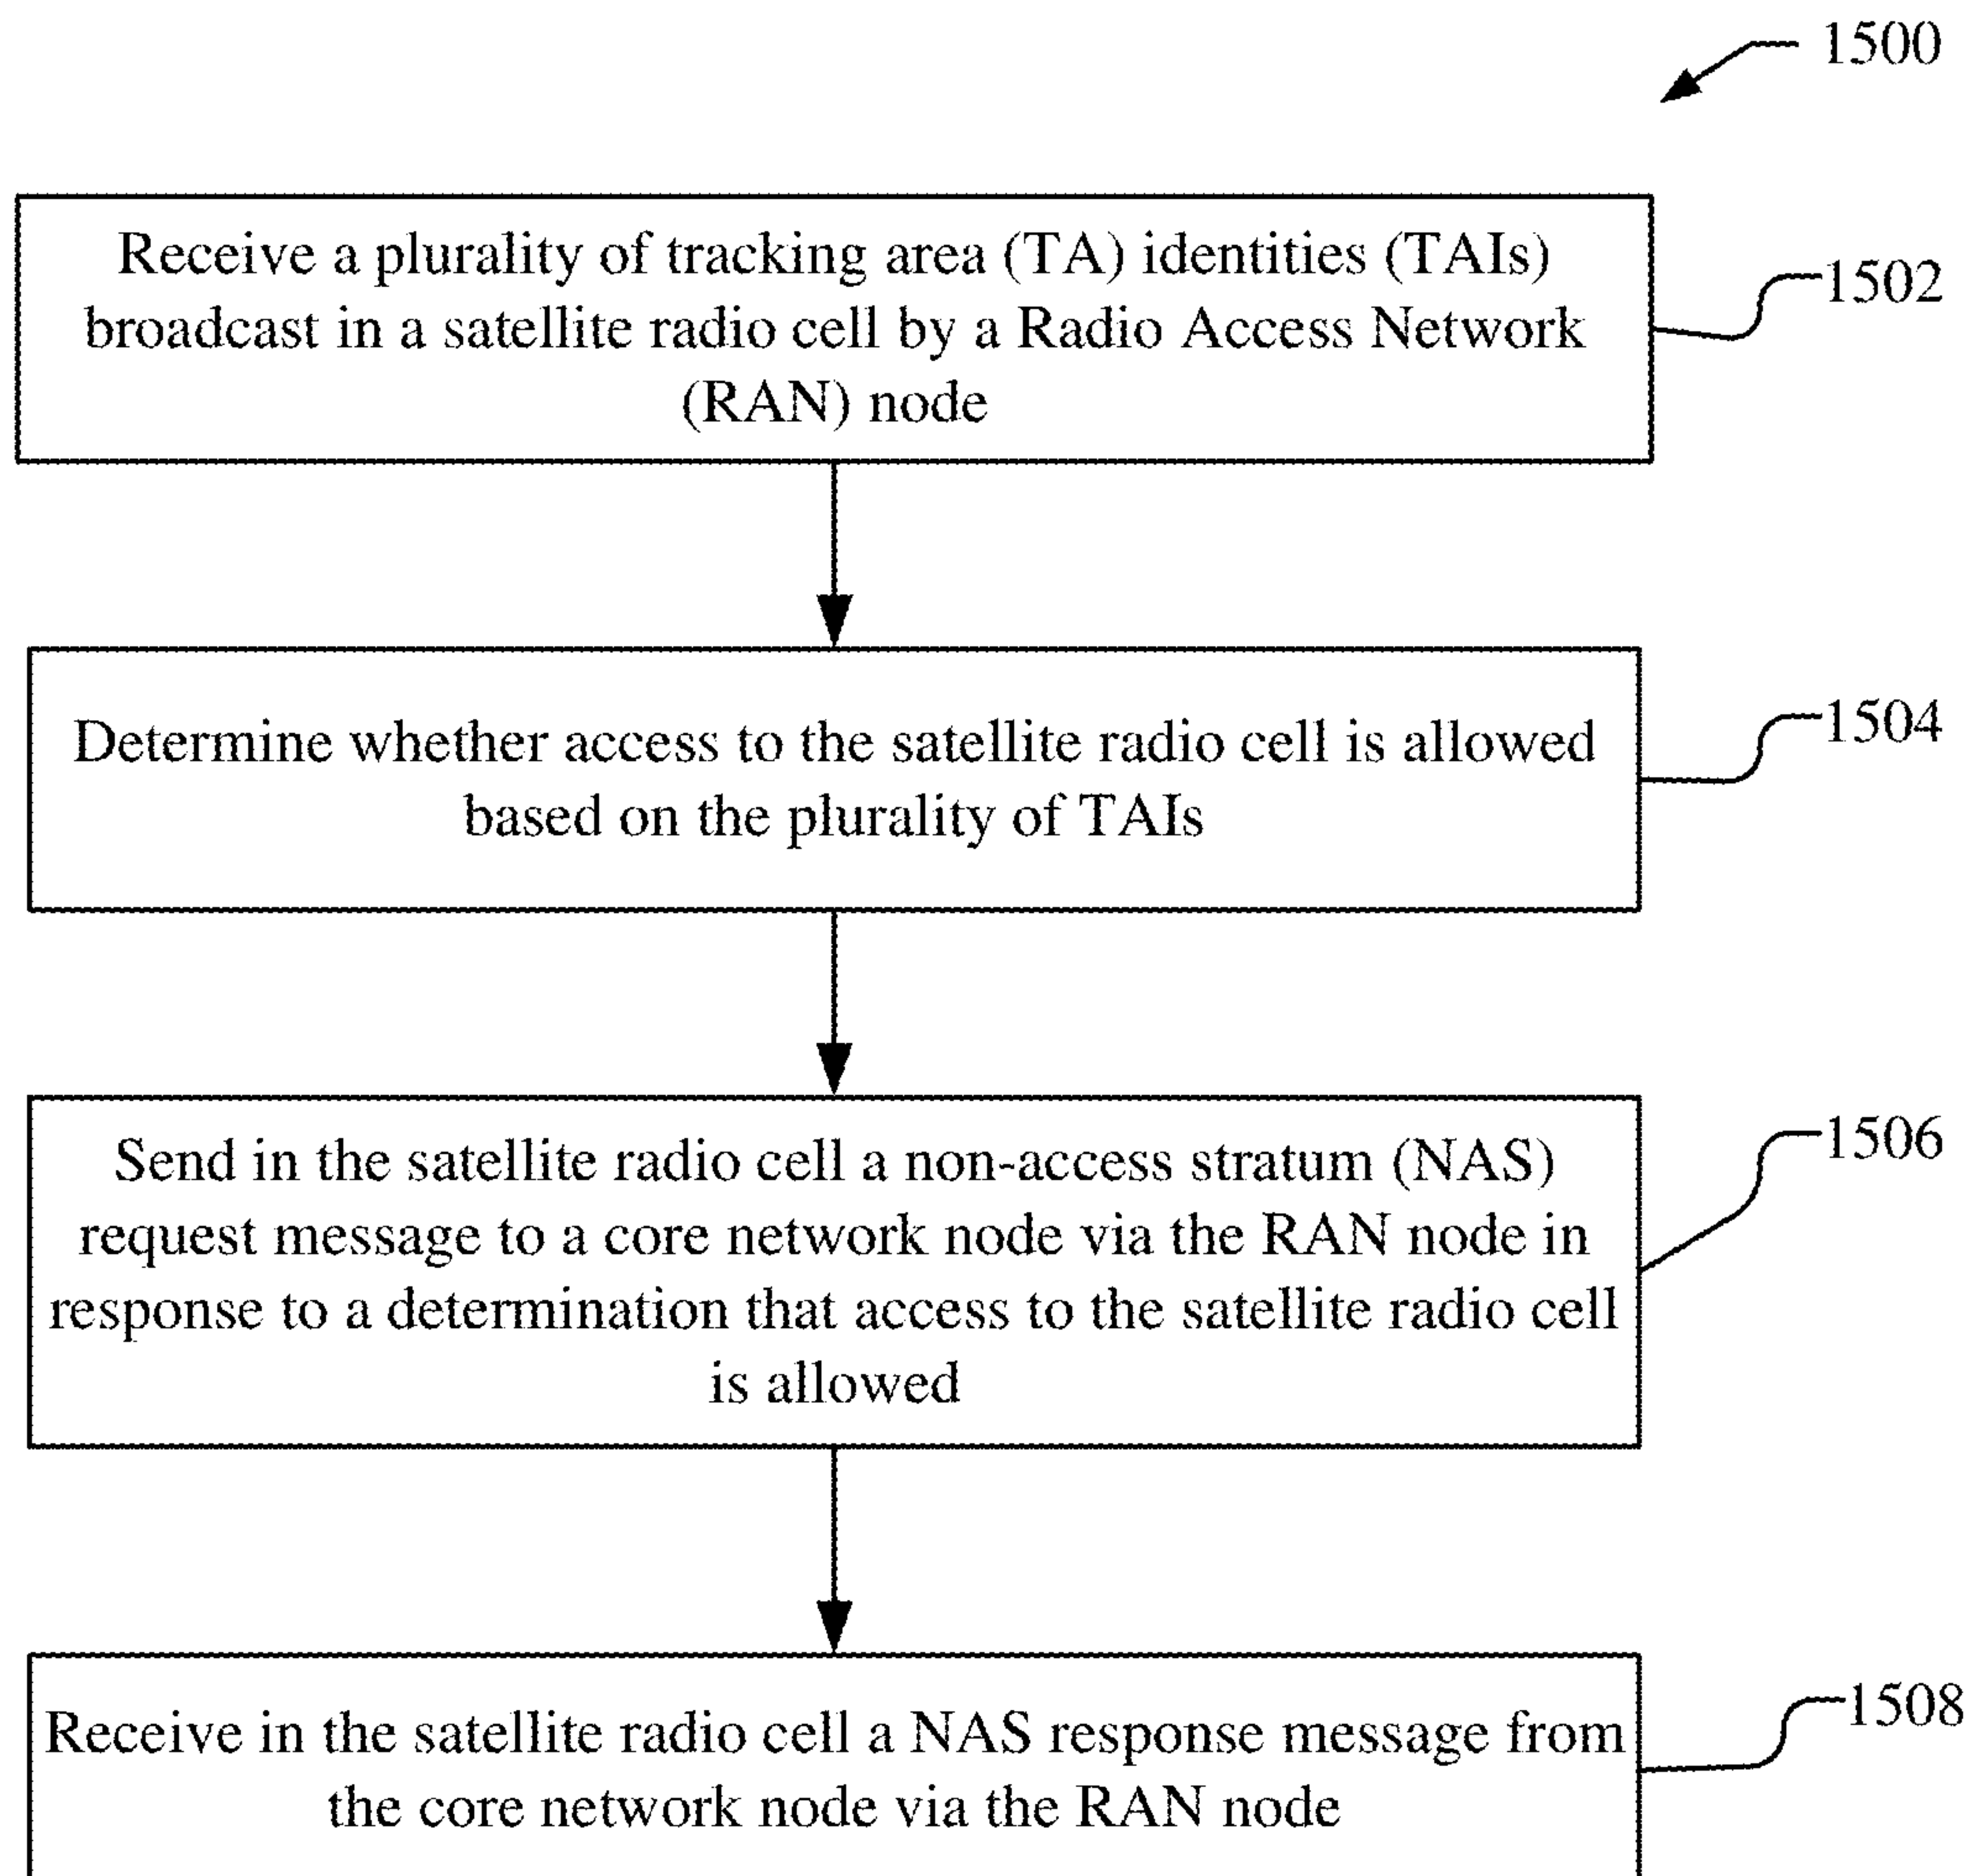 1500
Receive a plurality of tracking area (TA) identities (TAIs)
broadcast in a satellite radio cell by a Radio Access Network
(RAN) node
1502
Determine whether access to the satellite radio cell is allowed
based on the plurality of TAIs
1504
Send in the satellite radio cell a non-access stratum (NAS)
request message to a core network node via the RAN node in
response to a determination that access to the satellite radio cell
is allowed
1506
Receive in the satellite radio cell a NAS response message from
the core network node via the RAN node
1508